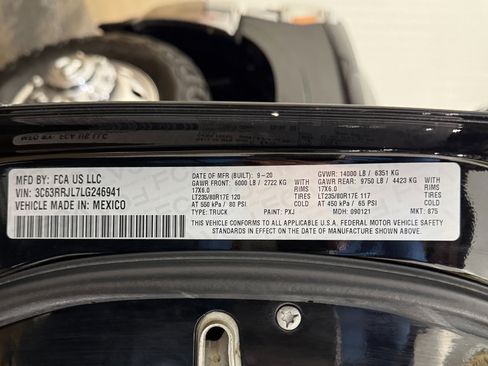 MFD BY: FCA US LLC
VIN: 3C63RRJL7LG246941
VEHICLE MADE IN: MEXICO
DATE OF MFR (BUILT): 9-20
GAWR FRONT: 6000 LB / 2722 KG
17X6.0 RIMS
LT235/80R17E 120 TIRES
AT 550 kPa / 80 PSI COLD
TYPE: TRUCK PAINT: PXJ
GVWR: 14000 LB / 6351 KG
GAWR REAR: 9750 LB / 4423 KG
17X6.0 RIMS
LT235/80R17E 117 TIRES
AT 450 kPa / 65 PSI COLD
MDH: 090121 MKT: 875
THIS VEHICLE CONFORMS TO ALL APPLICABLE U.S.A. FEDERAL MOTOR VEHICLE SAFETY
STANDARDS IN EFFECT ON THE DATE OF MANUFACTURE SHOWN ABOVE